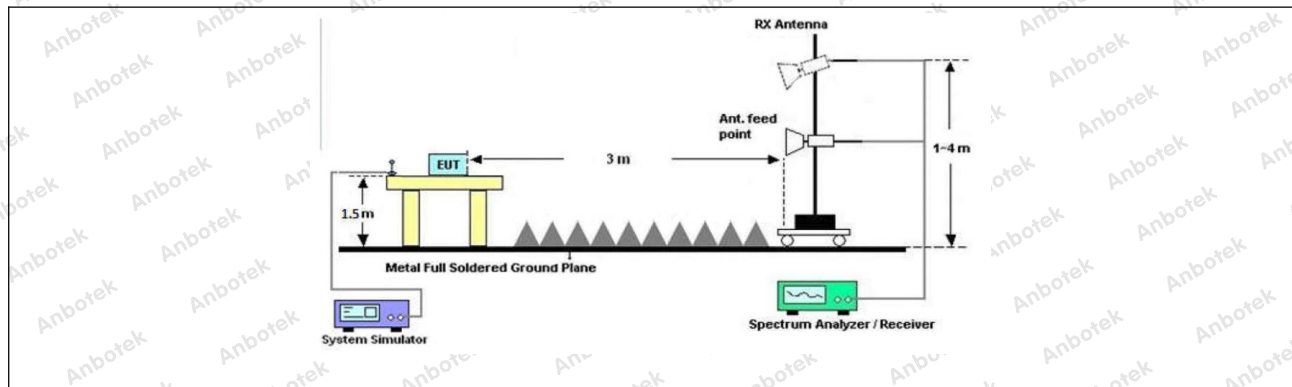 RX Antenna
Ant. feed
point
EUT
3 m
1~4 m
1.5 m
Metal Full Soldered Ground Plane
System Simulator
Spectrum Analyzer / Receiver
Anbotek